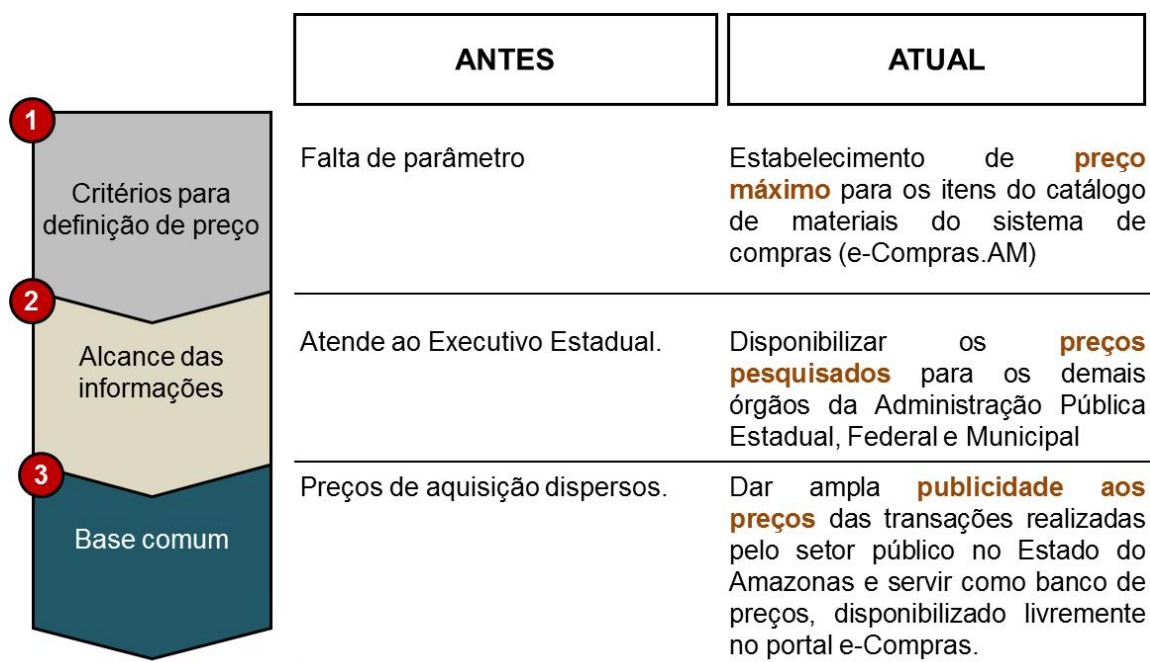 ANTES
ATUAL
1
Critérios para
definição de preço
Falta de parâmetro
Estabelecimento de preço
máximo para os itens do catálogo
de materiais do sistema de
compras (e-Compras.AM)
2
Alcance das
informações
Atende ao Executivo Estadual.
Disponibilizar os preços
pesquisados para os demais
órgãos da Administração Pública
Estadual, Federal e Municipal
3
Base comum
Preços de aquisição dispersos.
Dar ampla publicidade aos
preços das transações realizadas
pelo setor público no Estado do
Amazonas e servir como banco de
preços, disponibilizado livremente
no portal e-Compras.